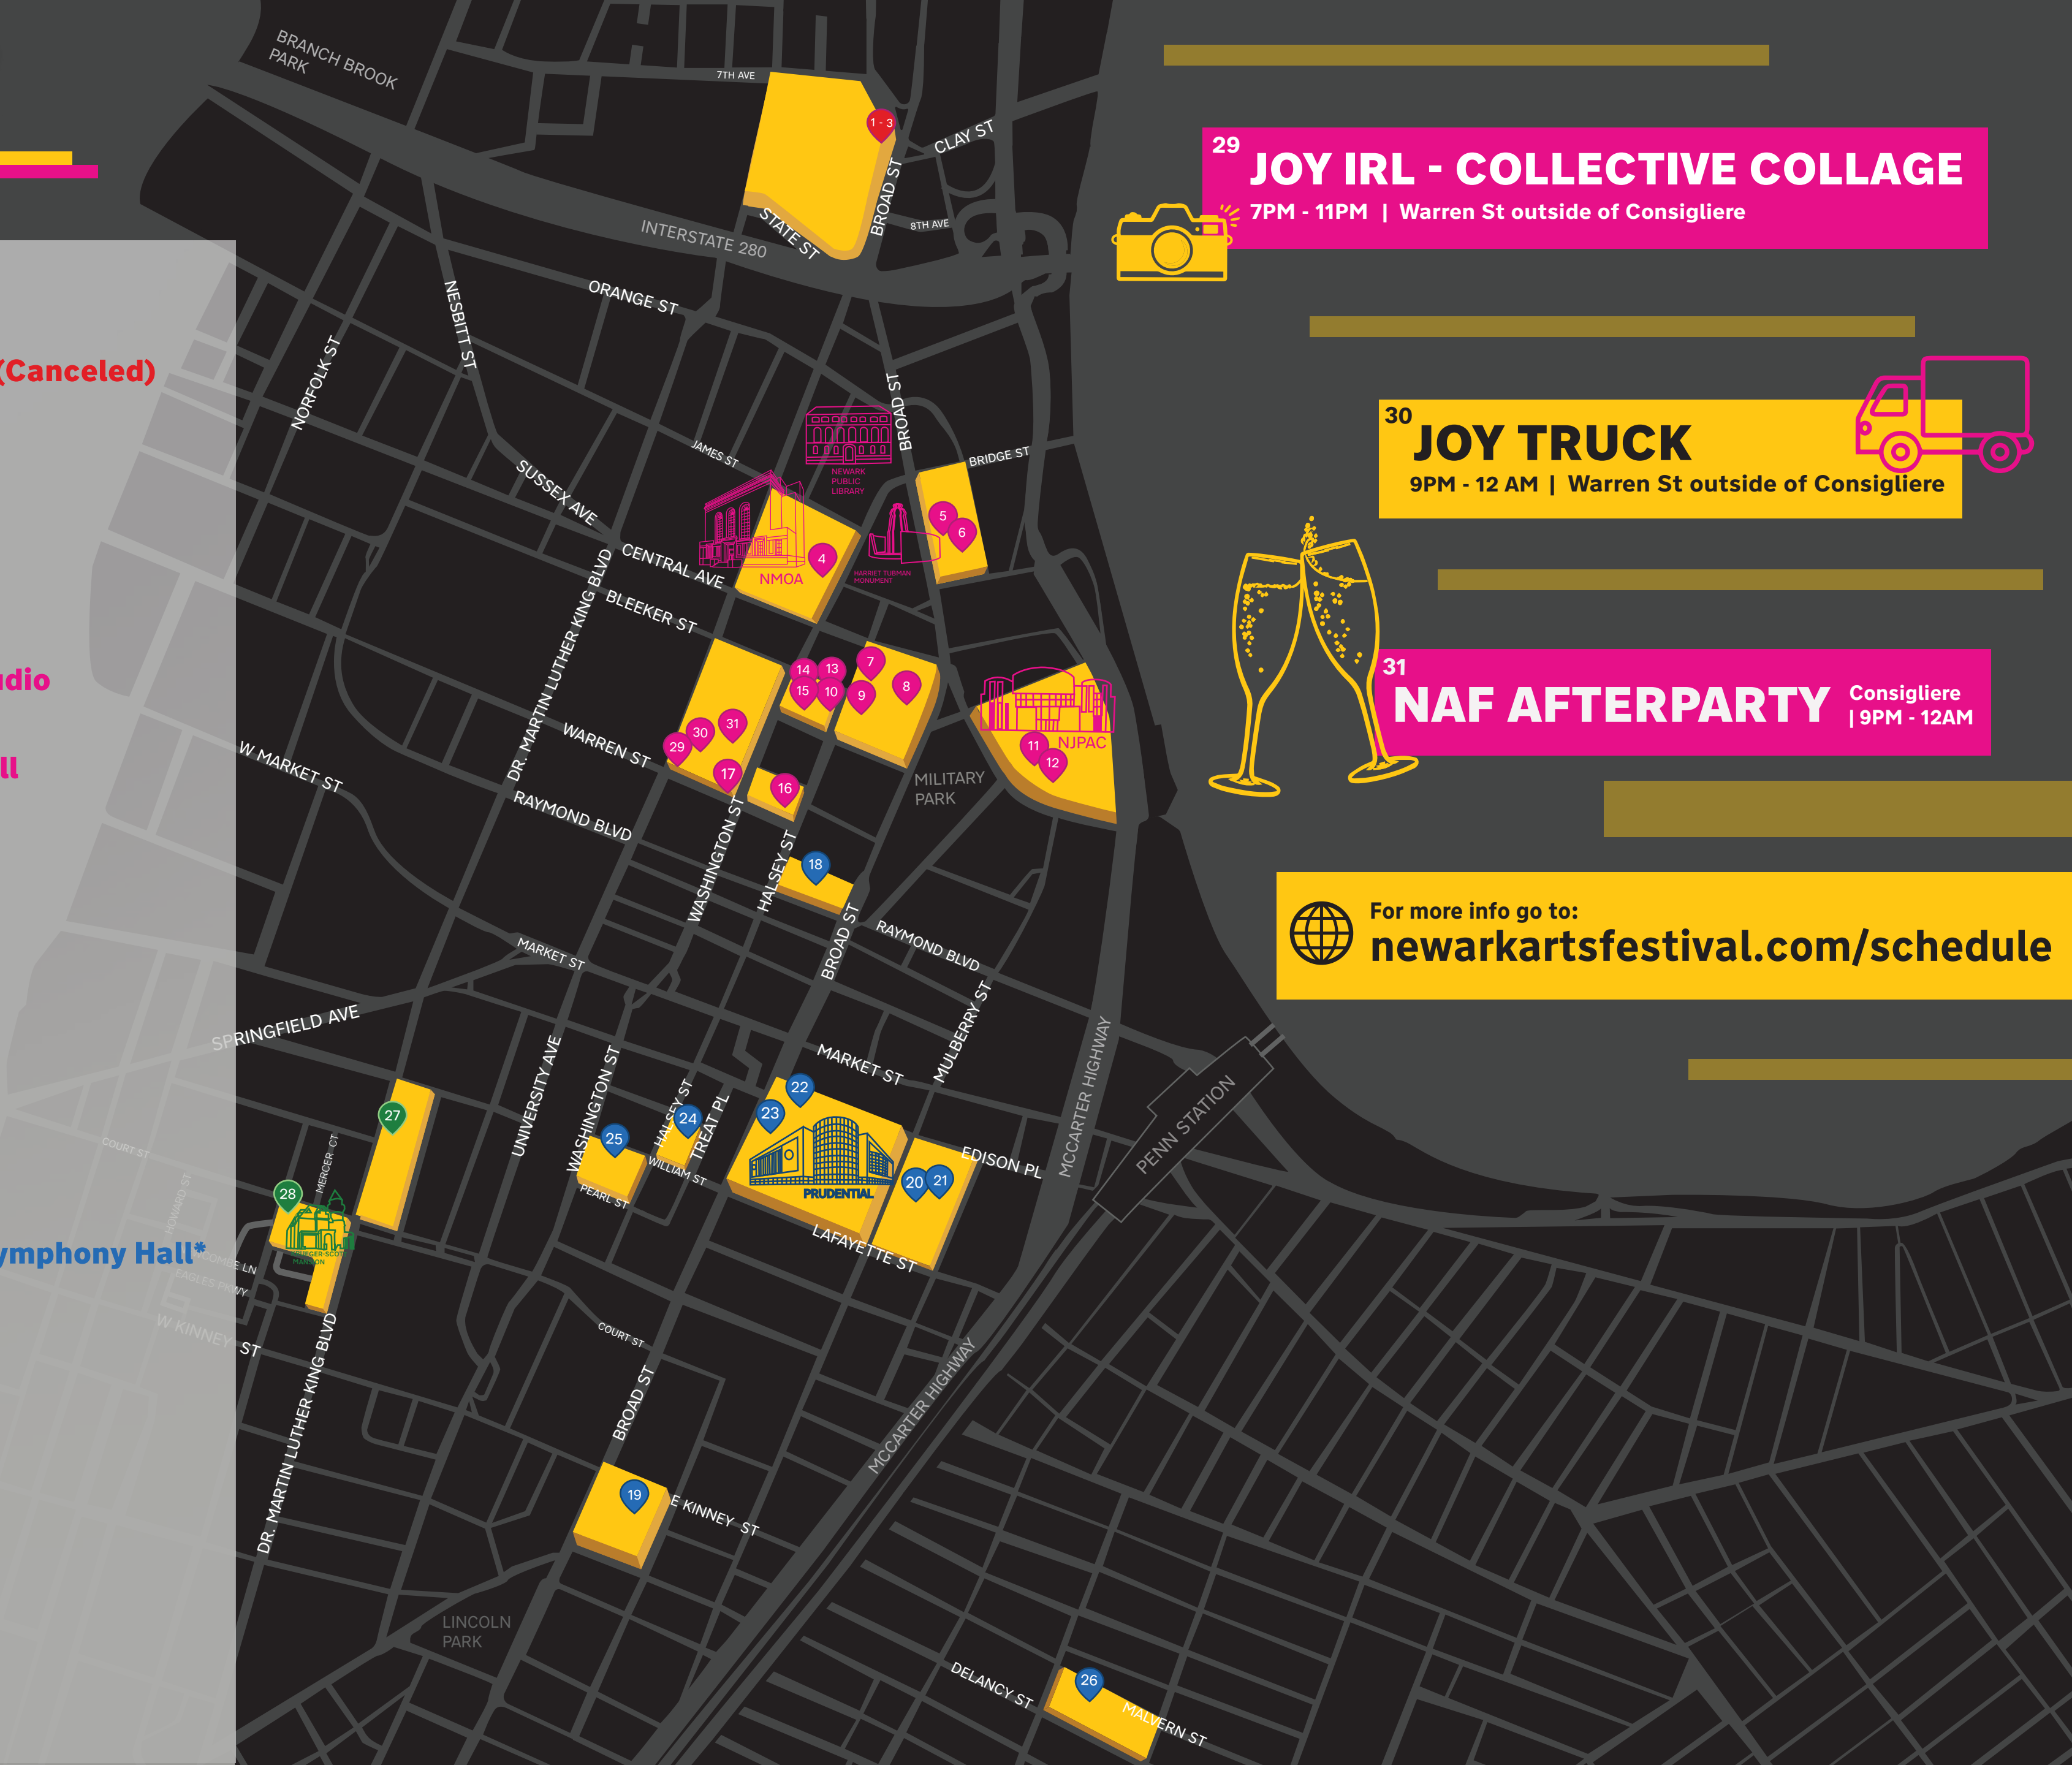 BRANCH BROOK
PARK
7TH AVE
1 - 3
CLAY ST
BROAD ST
8TH AVE
STATE ST
INTERSTATE 280
ORANGE ST
NESBITT ST
NORFOLK ST
(Canceled)
BROAD ST
JAMES ST
BRIDGE ST
NEWARK
PUBLIC
LIBRARY
SUSSEX AVE
5
6
4
NMOA
HARRIET TUBMAN
MONUMENT
CENTRAL AVE
BLEEKER ST
DR. MARTIN LUTHER KING BLVD
14
13
7
15
10
9
8
31
30
29
17
16
11
12
NJPAC
WARREN ST
W MARKET ST
MILITARY
PARK
RAYMOND BLVD
WASHINGTON ST
HALSEY ST
18
BROAD ST
RAYMOND BLVD
MARKET ST
MULBERRY ST
SPRINGFIELD AVE
MARKET ST
MCCARTER HIGHWAY
PENN STATION
UNIVERSITY AVE
WASHINGTON ST
HALSEY ST
TREAT PL
22
23
24
25
27
28
PRUDENTIAL
20
21
EDISON PL
WILLIAM ST
PEARL ST
LAFAYETTE ST
COURT ST
HOWARD ST
MERCER CT
MANSION
EAGLES PKWY
W KINNEY ST
ymphony Hall*
DR. MARTIN LUTHER KING BLVD
COURT ST
BROAD ST
MCCARTER HIGHWAY
19
E KINNEY ST
LINCOLN
PARK
DELANCY ST
26
MALVERN ST
udio
ll
29
JOY IRL - COLLECTIVE COLLAGE
7PM - 11PM | Warren St outside of Consigliere
30
JOY TRUCK
9PM - 12 AM | Warren St outside of Consigliere
31
NAF AFTERPARTY
Consigliere
| 9PM - 12AM
For more info go to:
newarkartsfestival.com/schedule